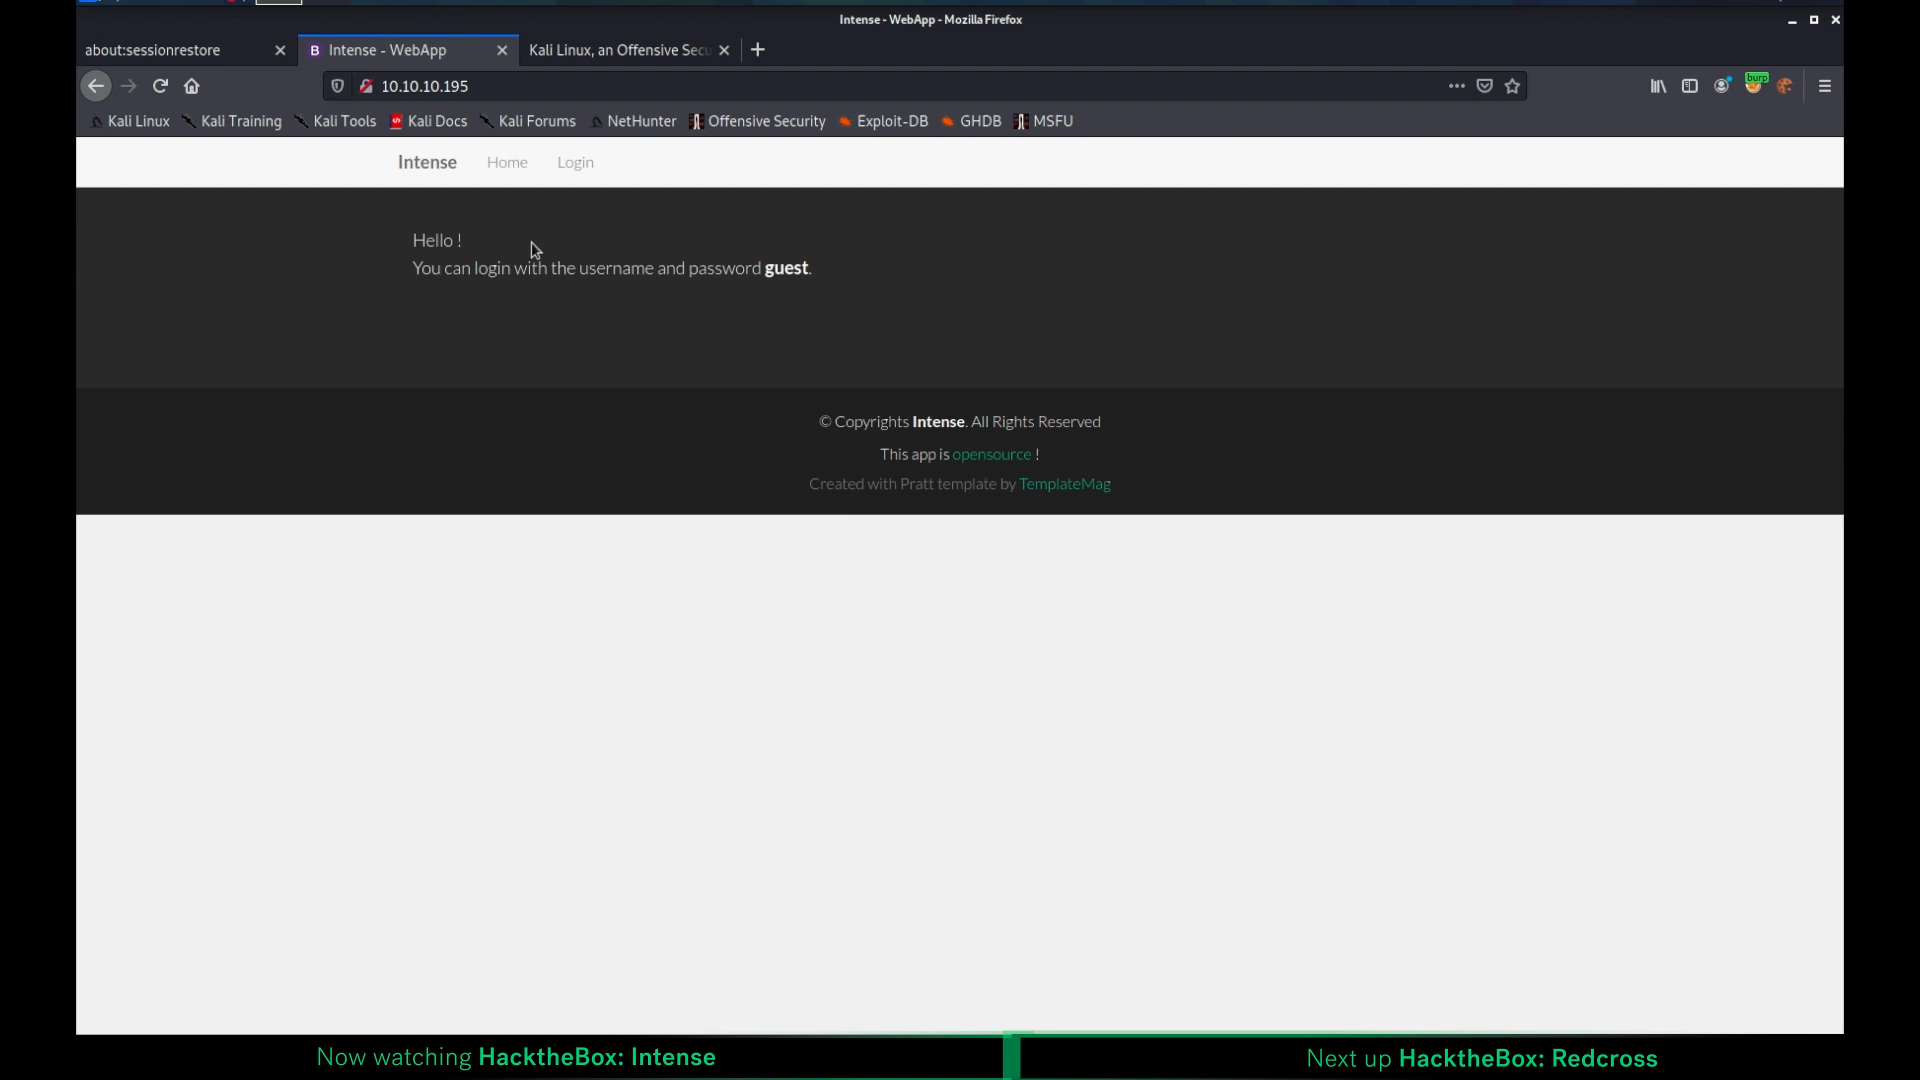 Intense - WebApp - Mozilla Firefox
about:sessionrestore
B Intense - WebApp
Kali Linux, an Offensive Secu
10.10.10.195
burp
Kali Linux Kali Training Kali Tools Kali Docs Kali Forums NetHunter Offensive Security Exploit-DB GHDB MSFU
Intense Home Login
Hello !
You can login with the username and password guest.
© Copyrights Intense. All Rights Reserved
This app is opensource !
Created with Pratt template by TemplateMag
Now watching HacktheBox: Intense
Next up HacktheBox: Redcross